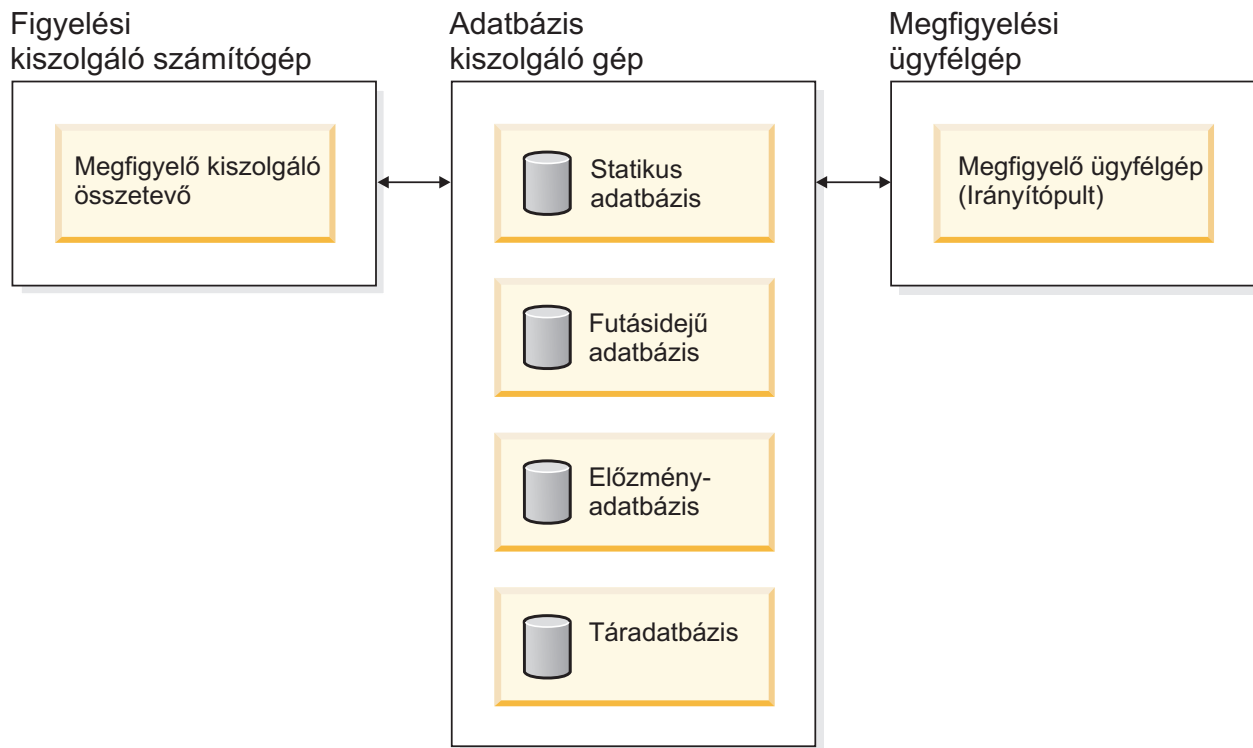 Figyelési
kiszolgáló számítógép
Adatbázis
kiszolgáló gép
Megfigyelési
ügyfélgép
Megfigyelő kiszolgáló
összetevő
Statikus
adatbázis
Futásidejű
adatbázis
Előzmény-
adatbázis
Táradatbázis
Megfigyelő ügyfélgép
(Irányítópult)